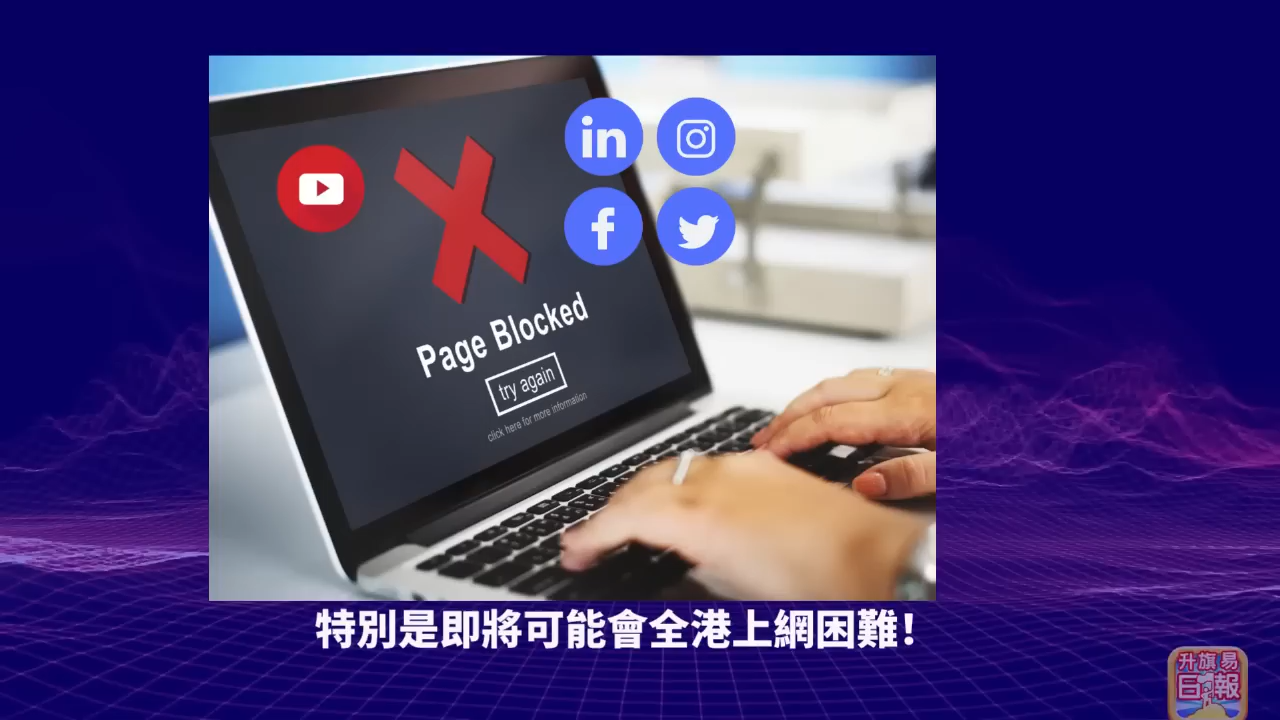 in
f
Page Blocked
try again
click here for more information
特別是即將可能會全港上網困難!
升旗易
日報